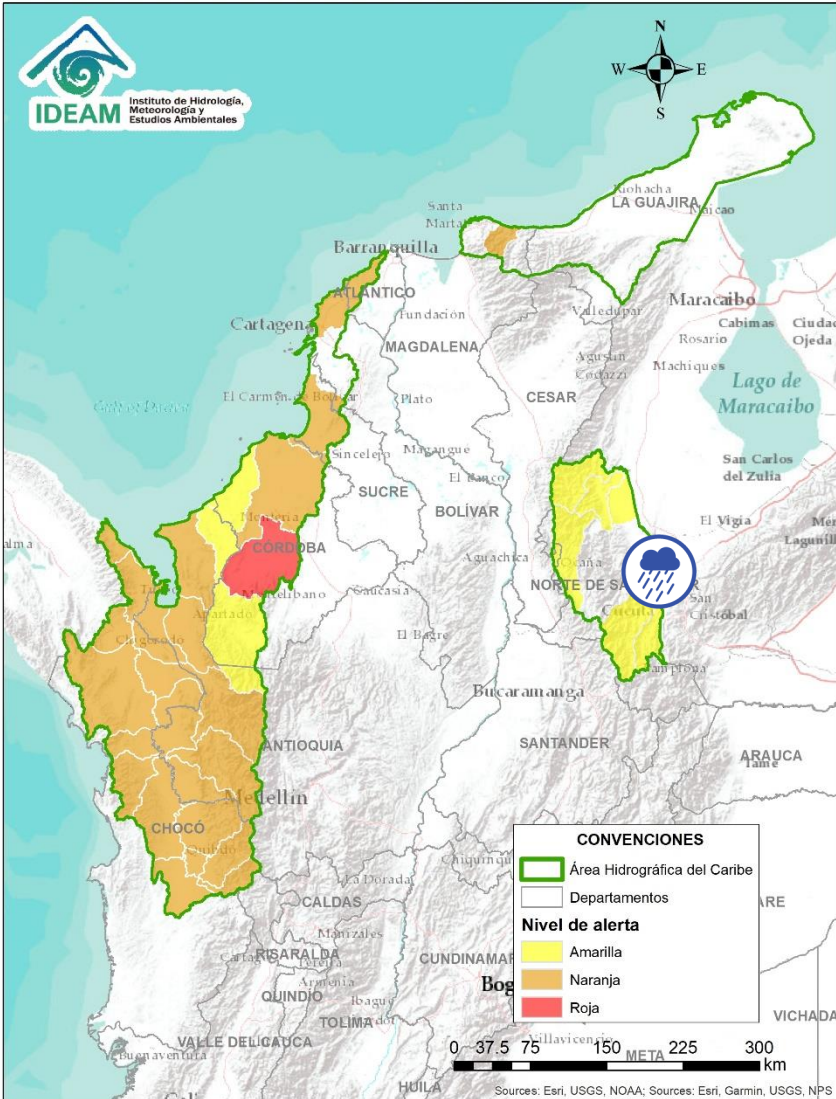 IDEAM
Instituto de Hidrología,
Meteorología y
Estudios Ambientales
N
W
E
S
Riohacha
LA GUAJIRA
Maicao
Santa
Marta
Barranquilla
ATLÁNTICO
Maracaibo
Cartagena
Fundación
Valledupar
Cabimas
Ciudad
Ojeda
Rosario
MAGDALENA
Machiques
Agustín
Codazzi
CESAR
Lago de
Maracaibo
El Carmen de Bolívar
Plato
Sincelejo
Magangue
San Carlos
del Zulia
El Banco
SUCRE
BOLÍVAR
Montería
El Vigía
CÓRDOBA
Aguachica
Ocaña
NORTE DE
San
Cristóbal
Montelibano
Caucasia
Apartadó
Cúcuta
El Bagre
Chigorodó
Pamplona
Bucaramanga
ANTIOQUIA
SANTANDER
ARAUCA
Tame
Medellín
CHOCÓ
Quibdó
CONVENCIONES
Área Hidrográfica del Caribe
Departamentos
Nivel de alerta
Amarilla
Naranja
Roja
Chiquinqu
La Dorada
CALDAS
Manizales
RISARALDA
Pereira
CUNDINAMAR
Armenia
QUINDÍO
Ibagué
Bog
TOLIMA
VICHADA
Villavicencio
VALLE DEL CAUCA
META
Buenaventura
HUILA
0 37.5 75 150 225 300
km
Sources: Esri, USGS, NOAA; Sources: Esri, Garmin, USGS, NPS